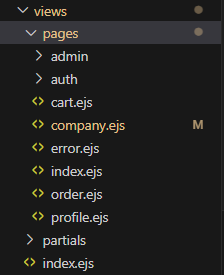 views
pages
admin
auth
cart.ejs
company.ejs M
error.ejs
index.ejs
order.ejs
profile.ejs
partials
index.ejs